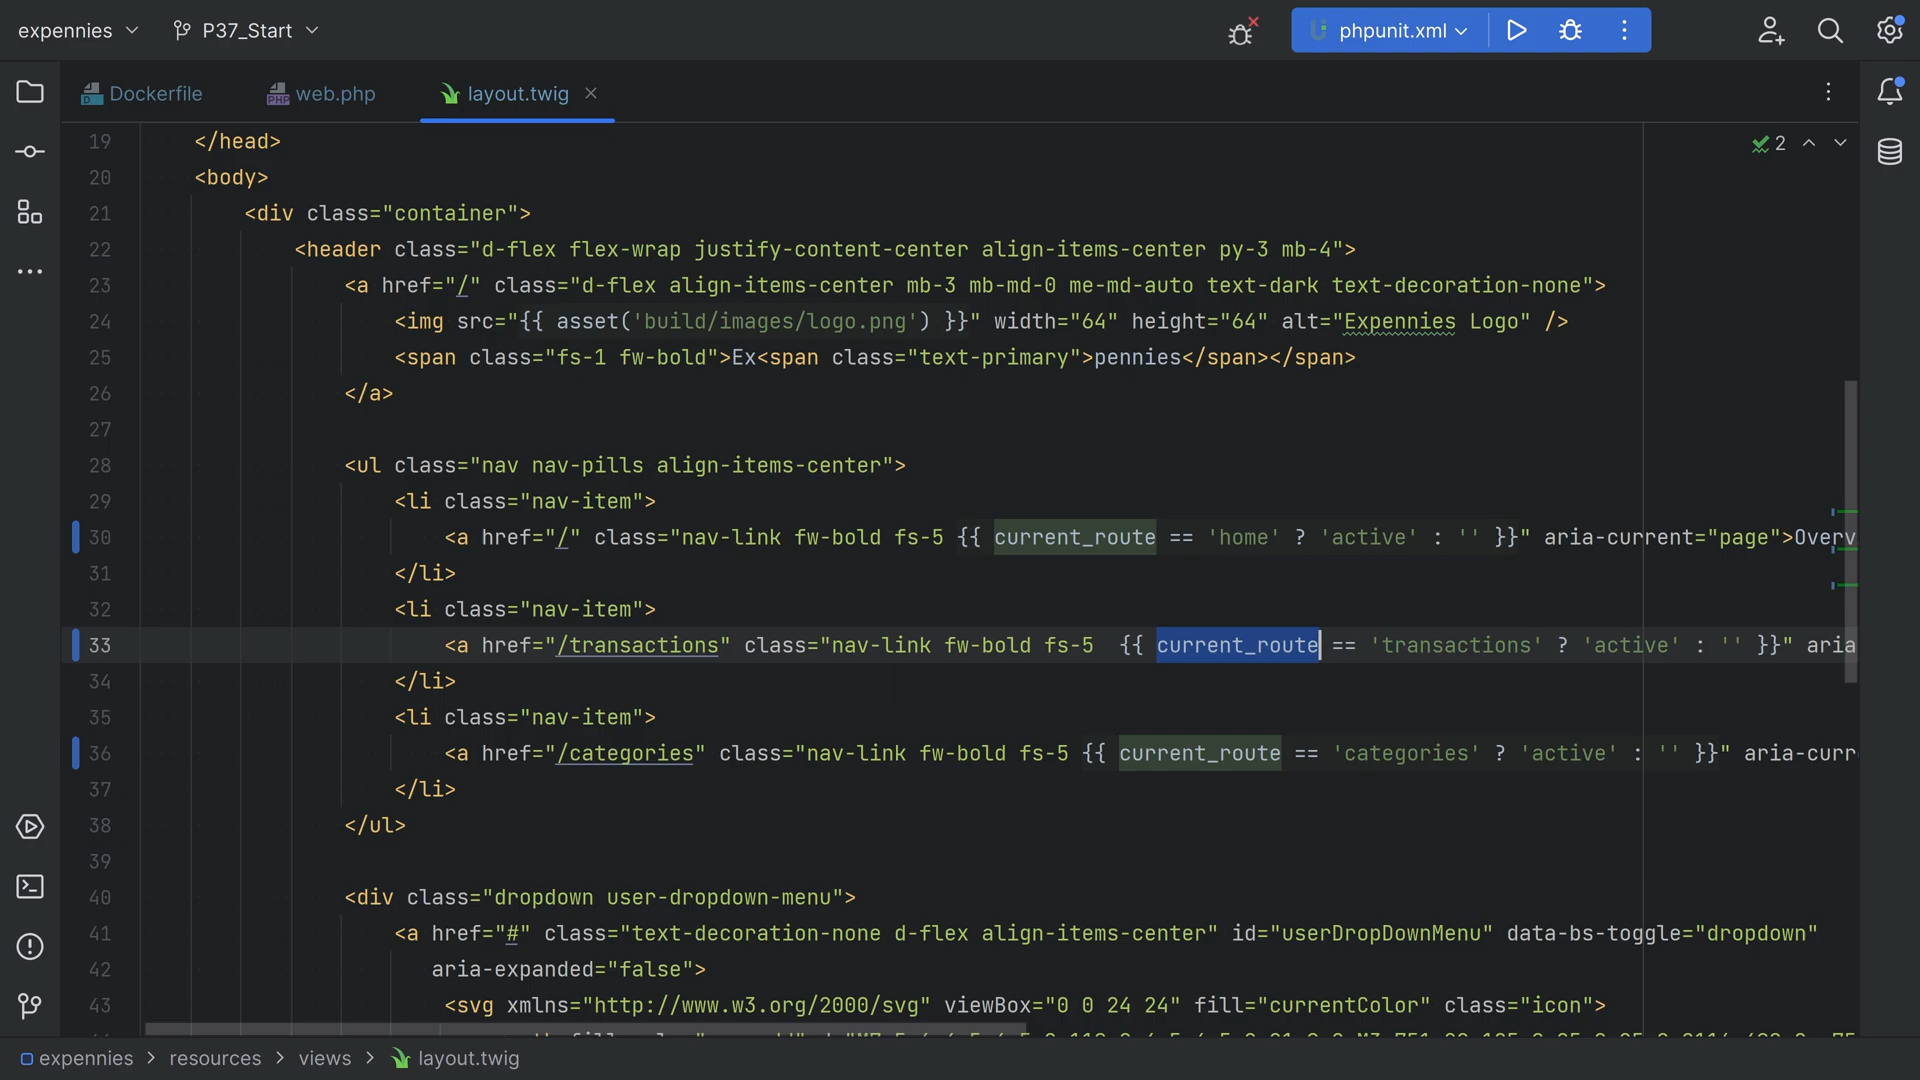 expennies
P37_Start
phpunit.xml
Dockerfile
web.php
layout.twig
2
19 </head>
20 <body>
21 <div class="container">
22 <header class="d-flex flex-wrap justify-content-center align-items-center py-3 mb-4">
23 <a href="/" class="d-flex align-items-center mb-3 mb-md-0 me-md-auto text-dark text-decoration-none">
24 <img src="{{ asset('build/images/logo.png') }}" width="64" height="64" alt="Expennies Logo" />
25 <span class="fs-1 fw-bold">Ex<span class="text-primary">pennies</span></span>
26 </a>
27
28 <ul class="nav nav-pills align-items-center">
29 <li class="nav-item">
30 <a href="/" class="nav-link fw-bold fs-5 {{ current_route == 'home' ? 'active' : '' }}" aria-current="page">Overv
31 </li>
32 <li class="nav-item">
33 <a href="/transactions" class="nav-link fw-bold fs-5  {{ current_route == 'transactions' ? 'active' : '' }}" aria
34 </li>
35 <li class="nav-item">
36 <a href="/categories" class="nav-link fw-bold fs-5 {{ current_route == 'categories' ? 'active' : '' }}" aria-curr
37 </li>
38 </ul>
39
40 <div class="dropdown user-dropdown-menu">
41 <a href="#" class="text-decoration-none d-flex align-items-center" id="userDropDownMenu" data-bs-toggle="dropdown"
42 aria-expanded="false">
43 <svg xmlns="http://www.w3.org/2000/svg" viewBox="0 0 24 24" fill="currentColor" class="icon">
expennies > resources > views > layout.twig